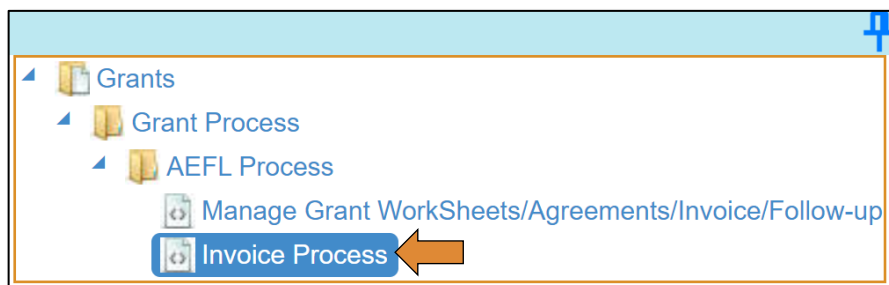 Grants
Grant Process
AEFL Process
Manage Grant WorkSheets/Agreements/Invoice/Follow-up
Invoice Process